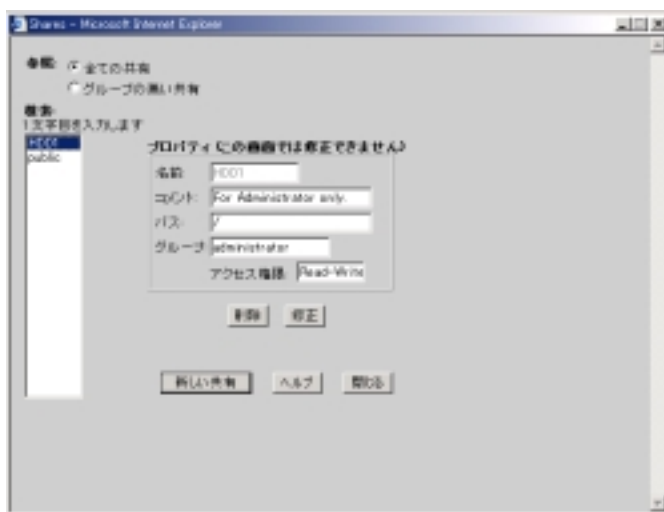 Shares - Microsoft Internet Explorer
参照: 全ての共有
グループの無い共有
検索:
1文字目を入力します
HD01
public
プロパティ (この画面では修正できません)
名前: HD01
コメント: For Administrator only.
パス: /
グループ: administrator
アクセス権限: Read-Write
削除 修正
新しい共有 ヘルプ 閉じる